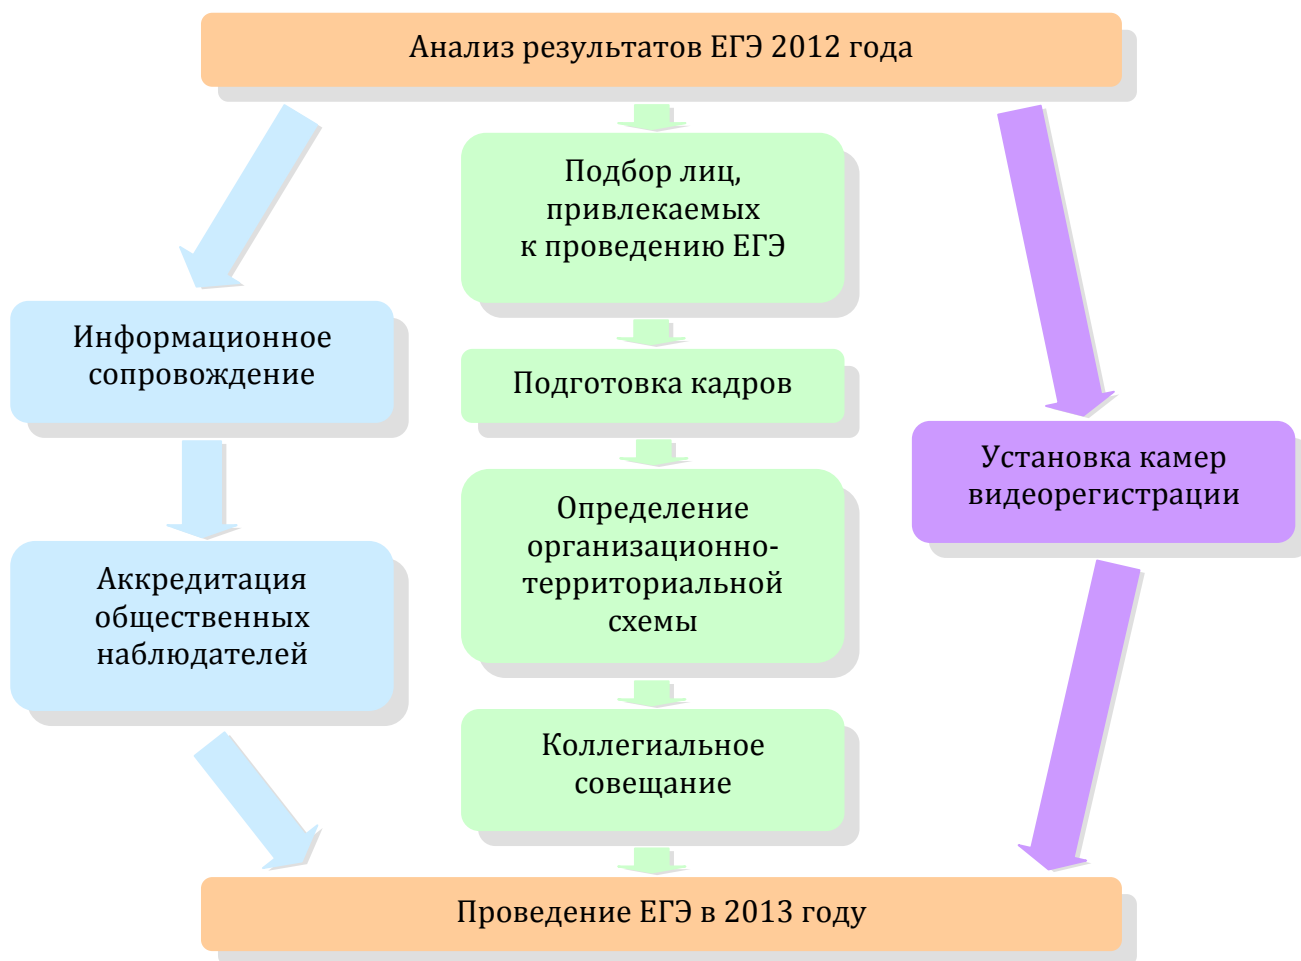 Анализ результатов ЕГЭ 2012 года
Подбор лиц,
привлекаемых
к проведению ЕГЭ
Информационное
сопровождение
Подготовка кадров
Установка камер
видеорегистрации
Определение
организационно-
территориальной
схемы
Аккредитация
общественных
наблюдателей
Коллегиальное
совещание
Проведение ЕГЭ в 2013 году